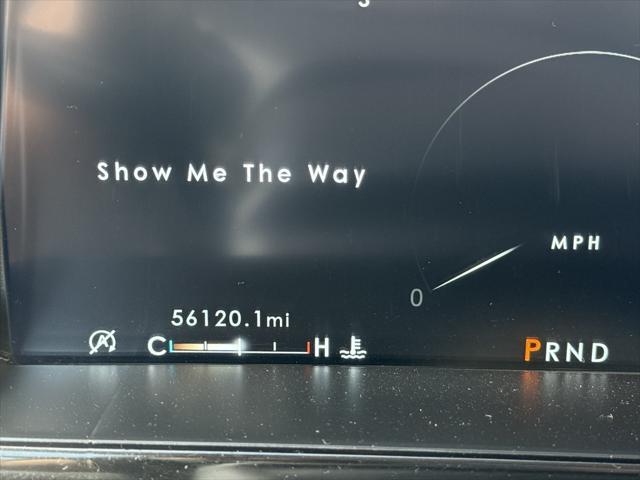 Show Me The Way
MPH
0
56120.1mi
C H
PRND